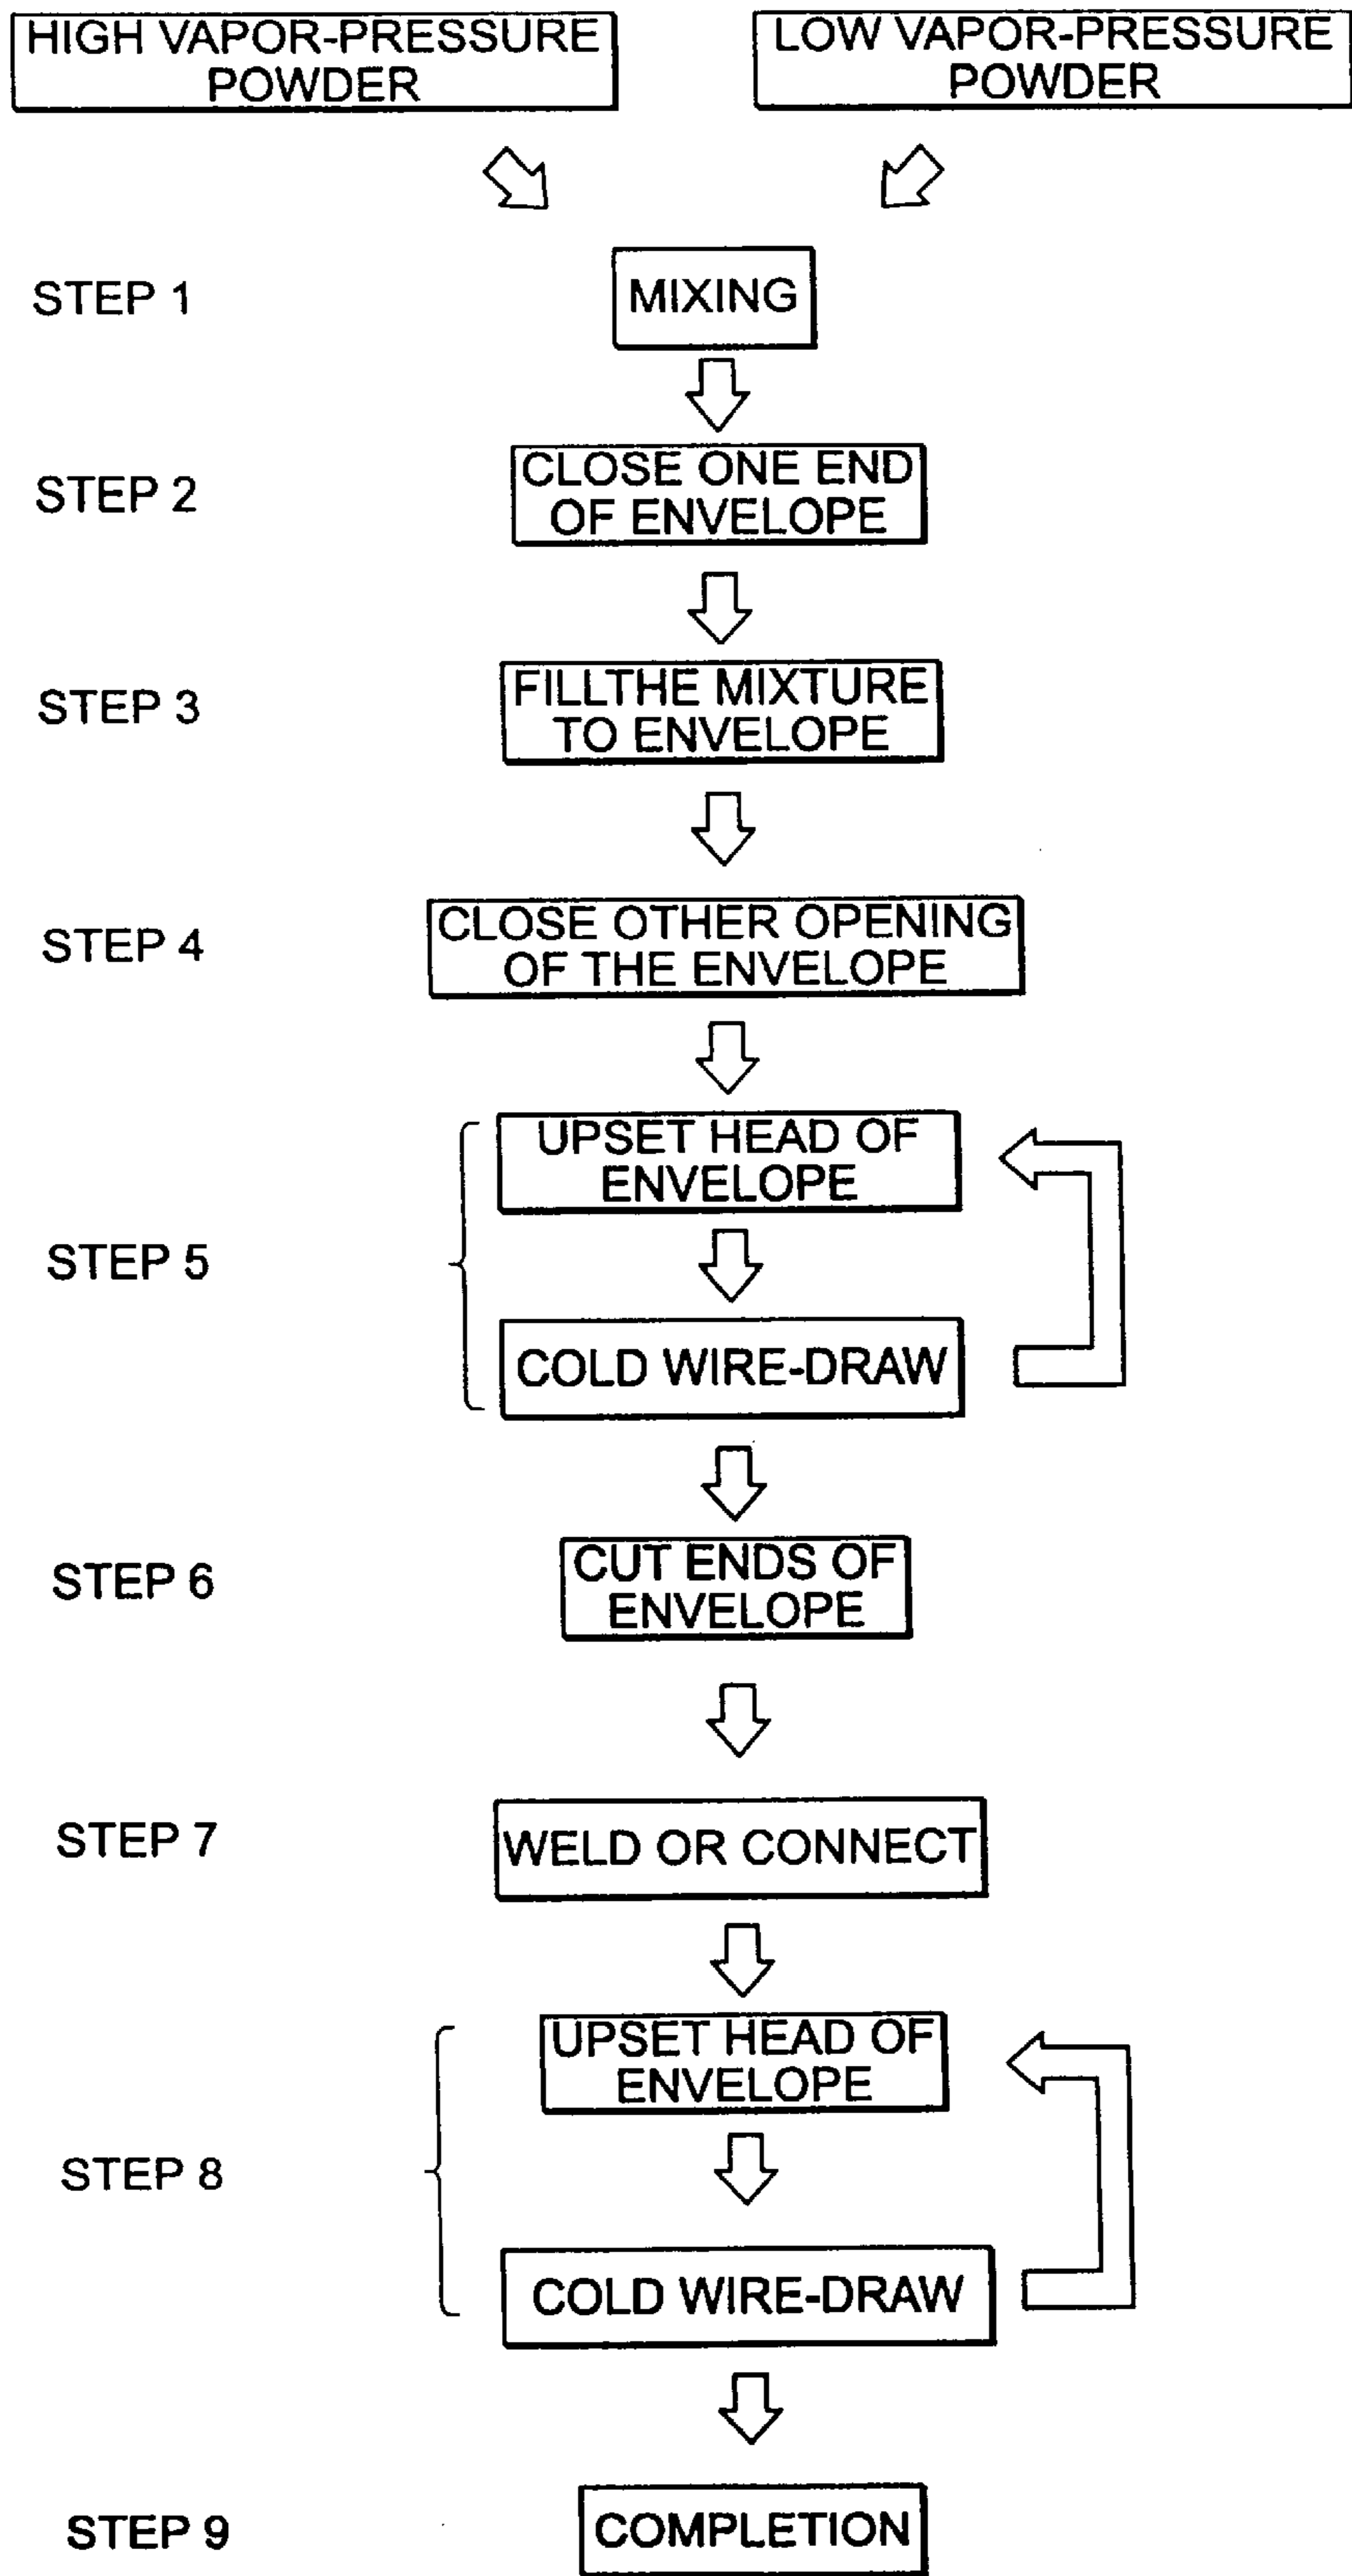 HIGH VAPOR-PRESSURE
POWDER
LOW VAPOR-PRESSURE
POWDER
STEP 1
MIXING
STEP 2
CLOSE ONE END
OF ENVELOPE
STEP 3
FILLTHE MIXTURE
TO ENVELOPE
STEP 4
CLOSE OTHER OPENING
OF THE ENVELOPE
STEP 5
UPSET HEAD OF
ENVELOPE
COLD WIRE-DRAW
STEP 6
CUT ENDS OF
ENVELOPE
STEP 7
WELD OR CONNECT
STEP 8
UPSET HEAD OF
ENVELOPE
COLD WIRE-DRAW
STEP 9
COMPLETION